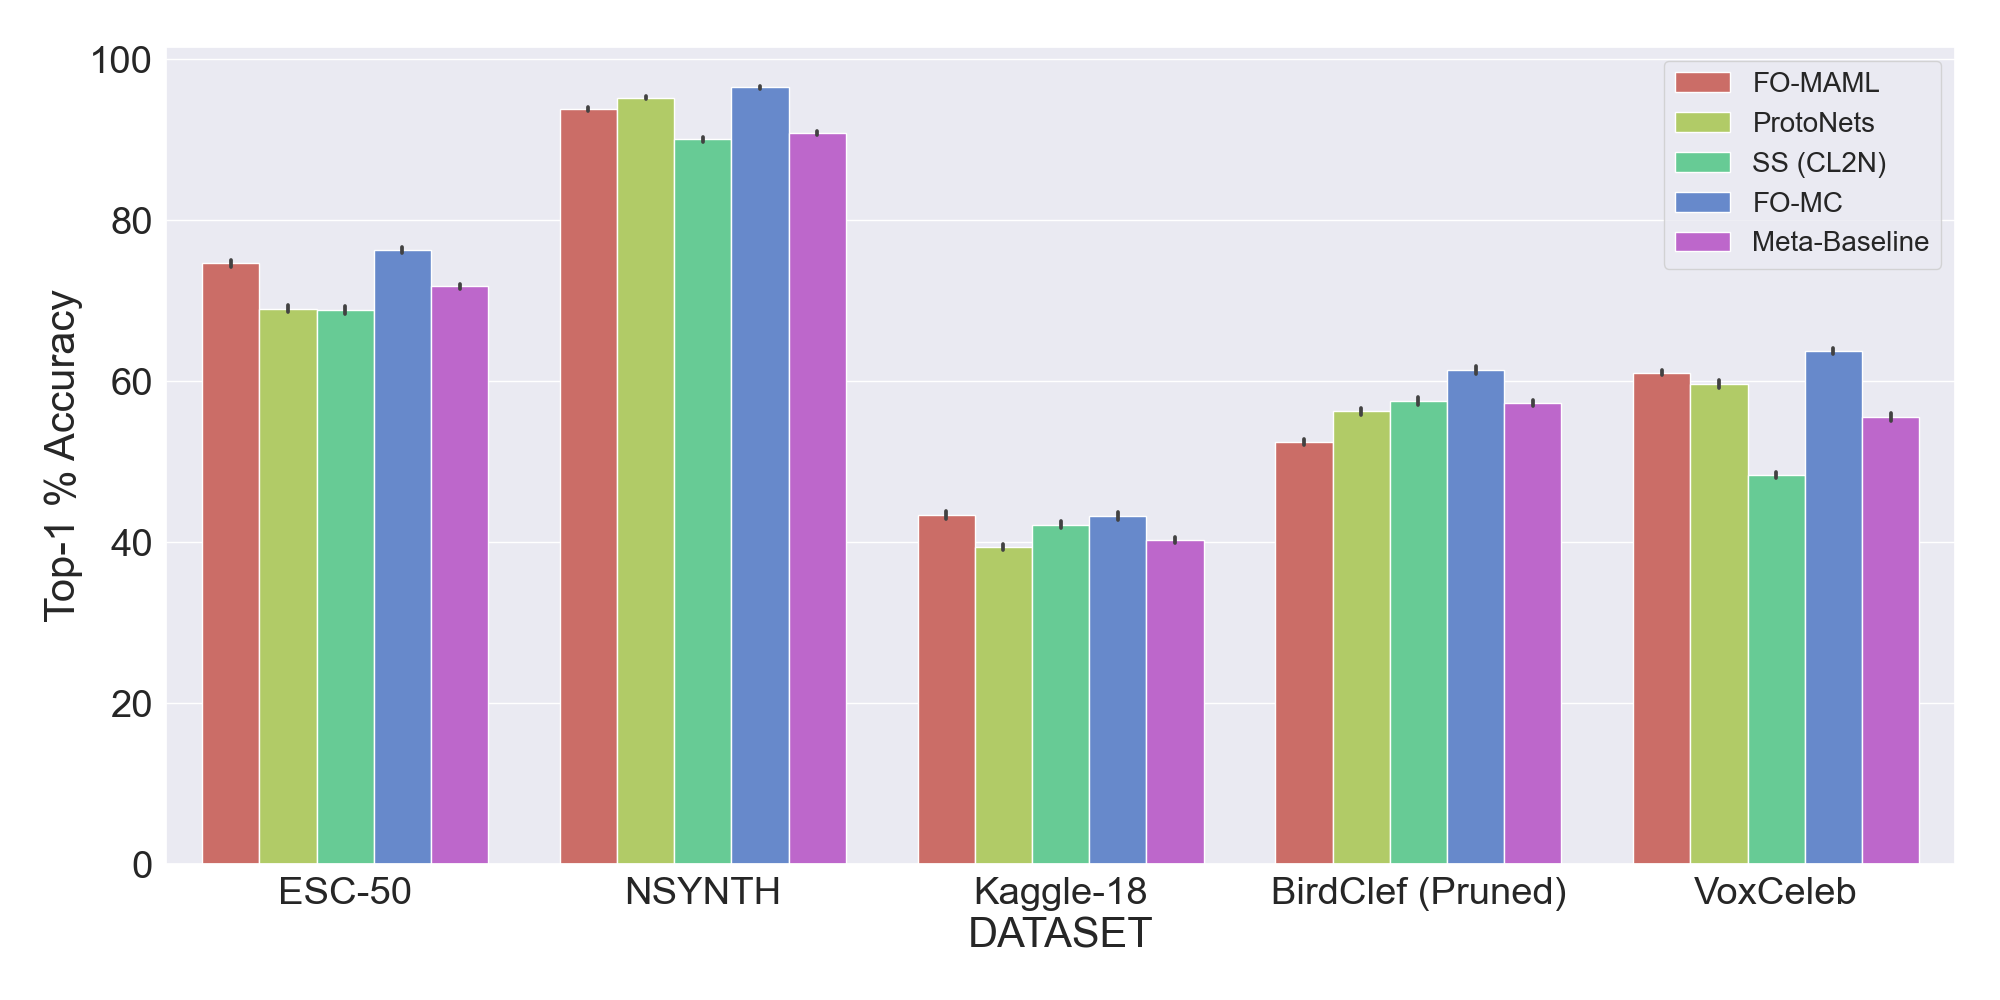 100
80
60
40
20
0
Top-1 % Accuracy
FO-MAML
ProtoNets
SS (CL2N)
FO-MC
Meta-Baseline
ESC-50 NSYNTH Kaggle-18 BirdClef (Pruned) VoxCeleb
DATASET